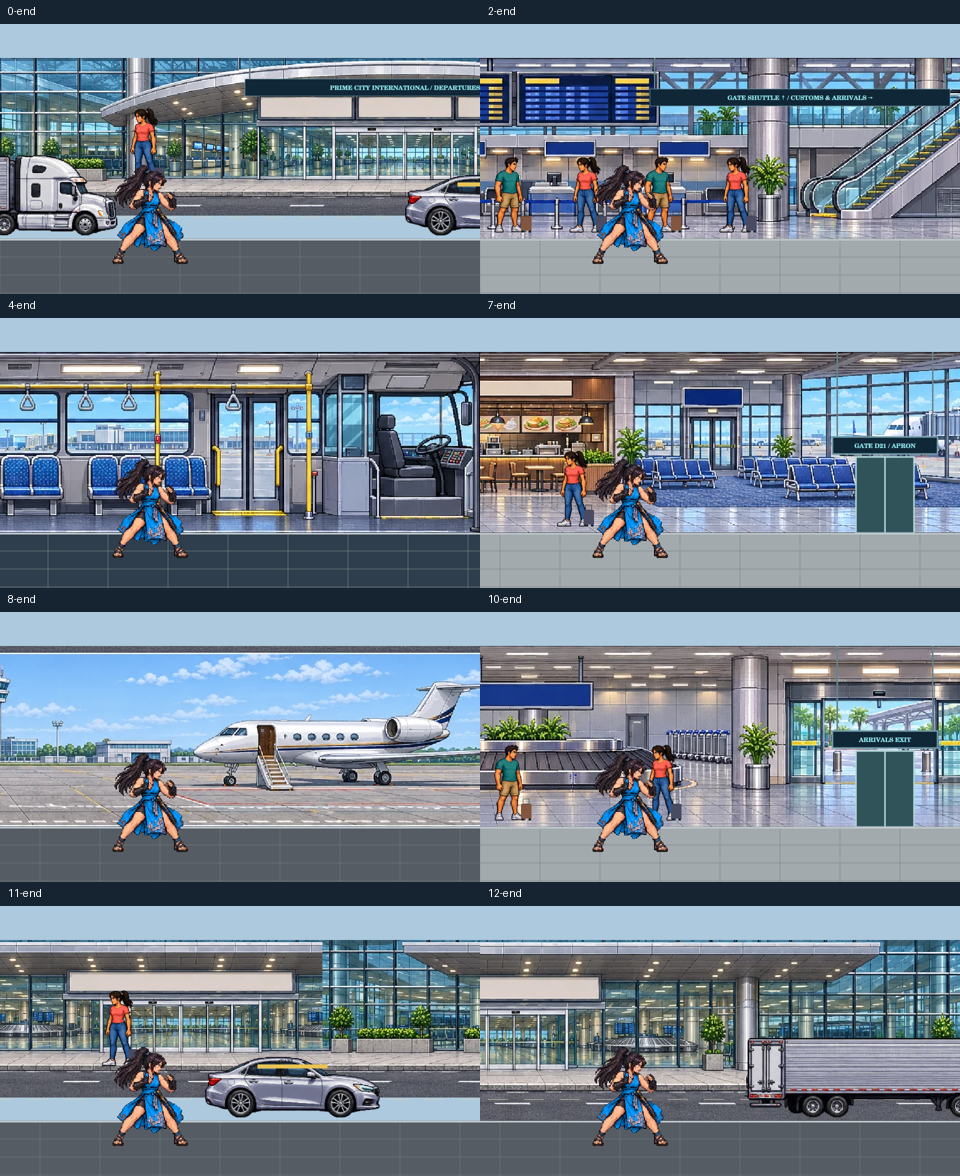 0-end
2-end
PRIME CITY INTERNATIONAL / DEPARTURES
GATE SHUTTLE ↑ / CUSTOMS & ARRIVALS →
4-end
7-end
GATE D21 / APRON
8-end
10-end
ARRIVALS EXIT
11-end
12-end